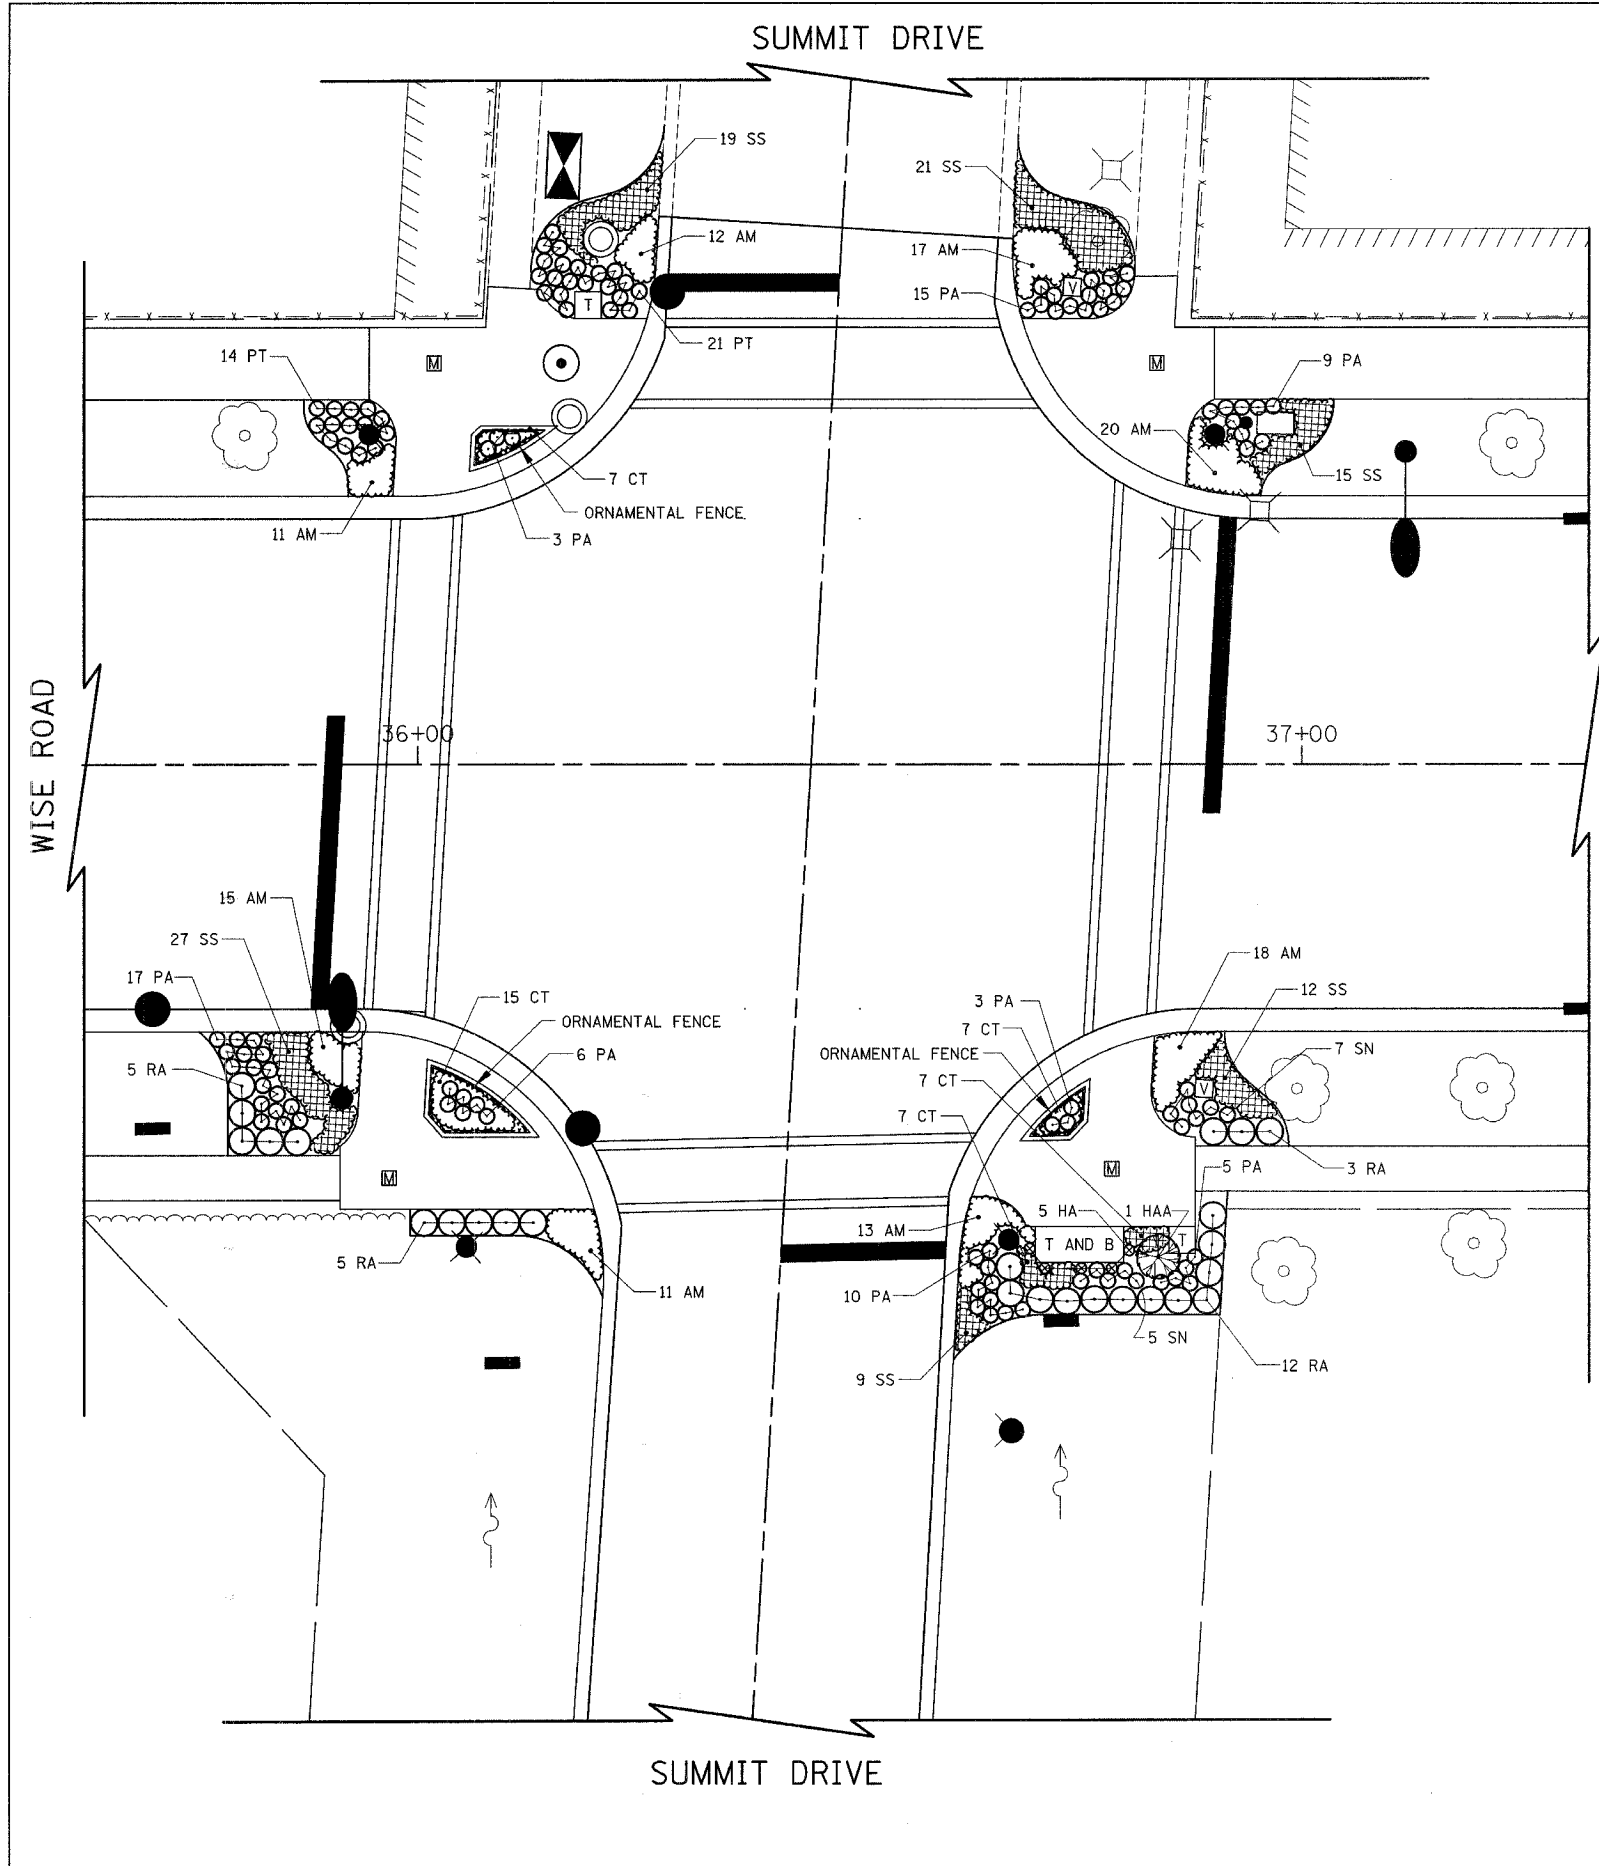 SUMMIT DRIVE
19 SS
21 SS
12 AM
17 AM
15 PA
V
T
21 PT
14 PT
M
M
9 PA
20 AM
7 CT
15 SS
ORNAMENTAL FENCE
11 AM
3 PA
WISE ROAD
36+00
37+00
15 AM
27 SS
17 PA
18 AM
12 SS
15 CT
3 PA
ORNAMENTAL FENCE
7 CT
7 SN
6 PA
ORNAMENTAL FENCE
5 RA
7 CT
V
7 CT
M
M
5 PA
3 RA
5 HA
1 HAA
13 AM
T AND B
T
5 RA
11 AM
10 PA
5 SN
12 RA
9 SS
SUMMIT DRIVE